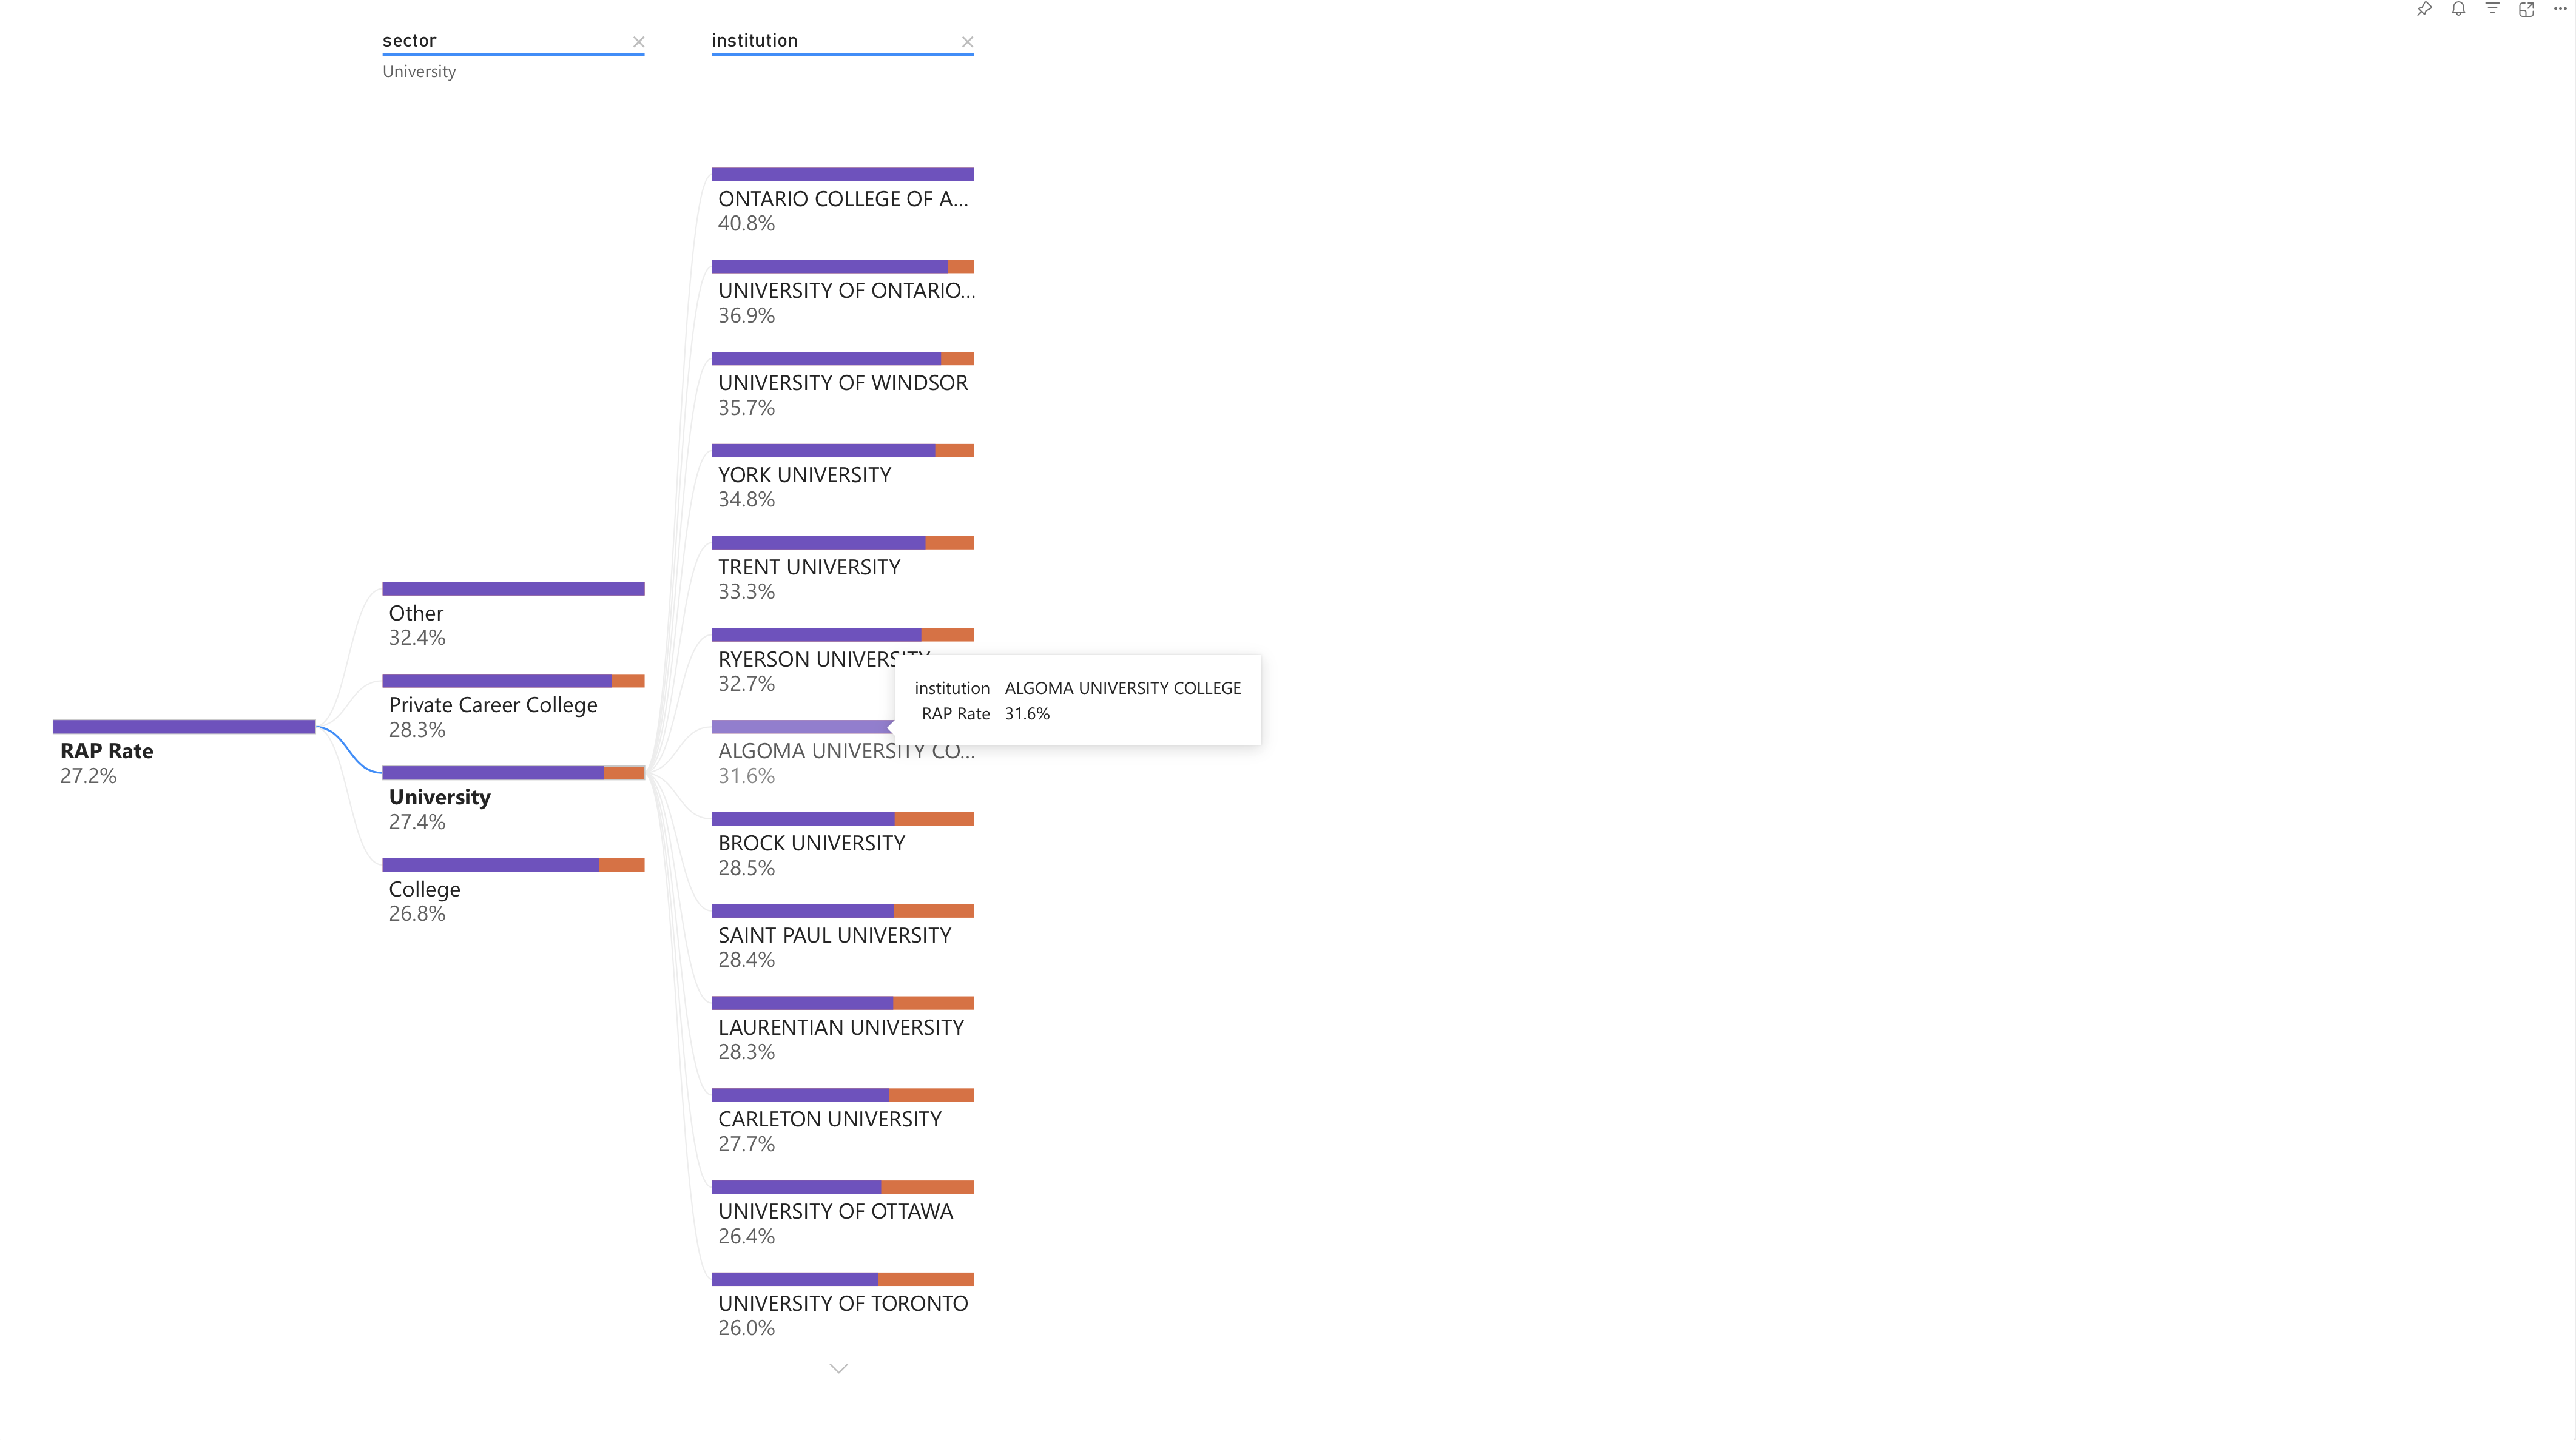 sector
University
institution
ONTARIO COLLEGE OF A...
40.8%
UNIVERSITY OF ONTARIO...
36.9%
UNIVERSITY OF WINDSOR
35.7%
YORK UNIVERSITY
34.8%
TRENT UNIVERSITY
33.3%
RYERSON UNIVERSITY
32.7%
institution ALGOMA UNIVERSITY COLLEGE
RAP Rate 31.6%
ALGOMA UNIVERSITY CO...
31.6%
BROCK UNIVERSITY
28.5%
SAINT PAUL UNIVERSITY
28.4%
LAURENTIAN UNIVERSITY
28.3%
CARLETON UNIVERSITY
27.7%
UNIVERSITY OF OTTAWA
26.4%
UNIVERSITY OF TORONTO
26.0%
Other
32.4%
Private Career College
28.3%
University
27.4%
College
26.8%
RAP Rate
27.2%